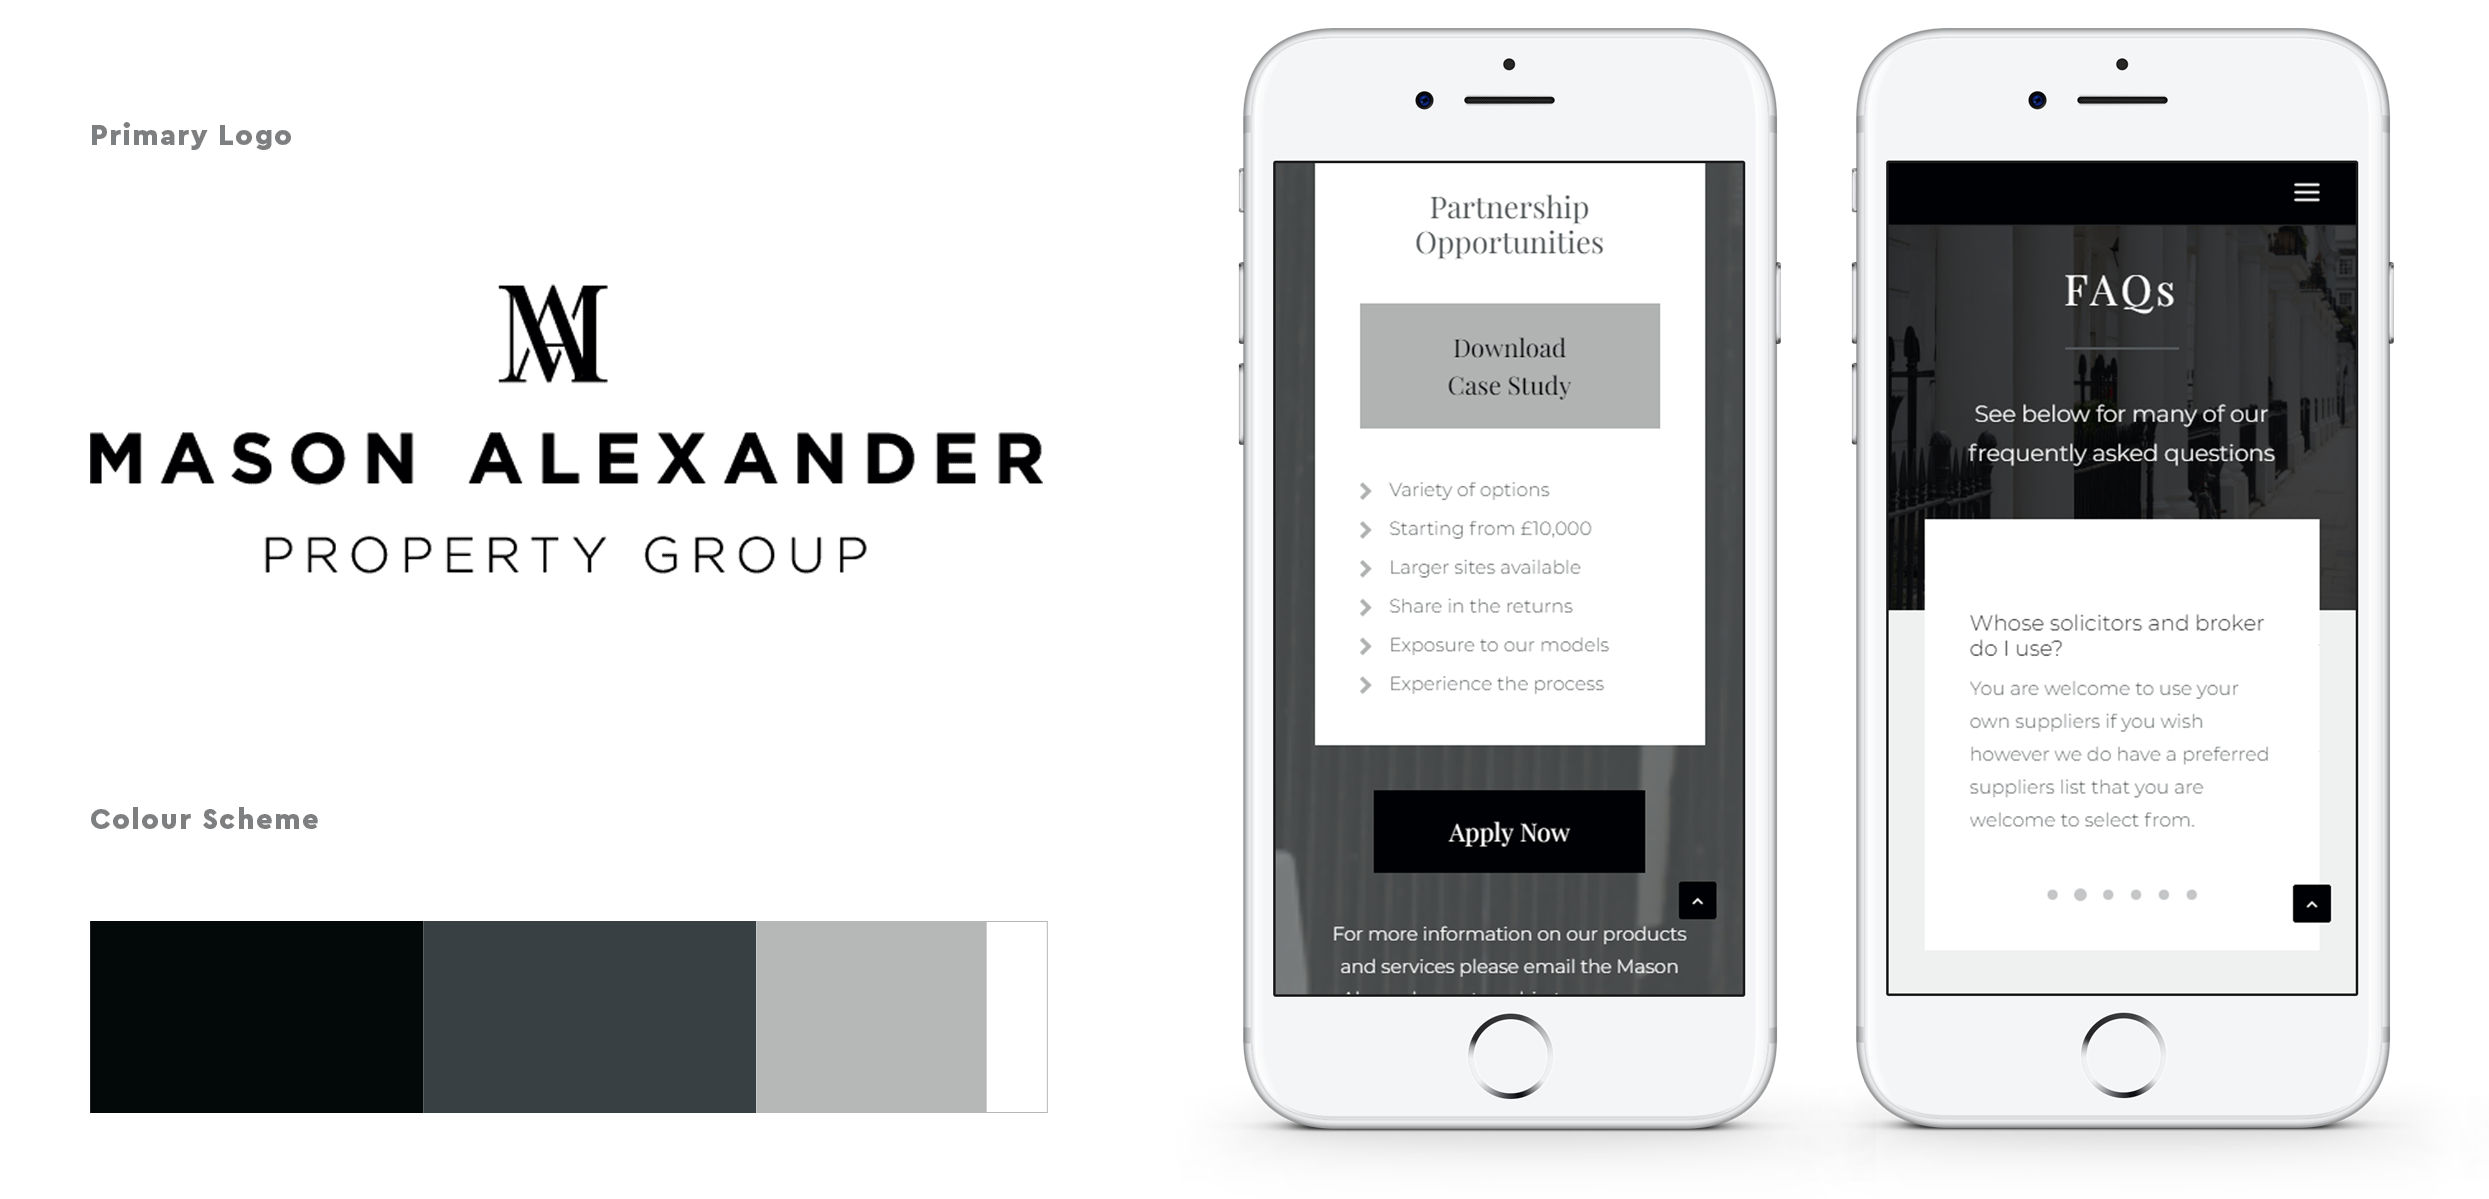 Primary Logo
MA
MASON ALEXANDER
PROPERTY GROUP
Colour Scheme
Partnership
Opportunities
Download
Case Study
Variety of options
Starting from £10,000
Larger sites available
Share in the returns
Exposure to our models
Experience the process
Apply Now
For more information on our products
and services please email the Mason
FAQs
See below for many of our
frequently asked questions
Whose solicitors and broker
do I use?
You are welcome to use your
own suppliers if you wish
however we do have a preferred
suppliers list that you are
welcome to select from.